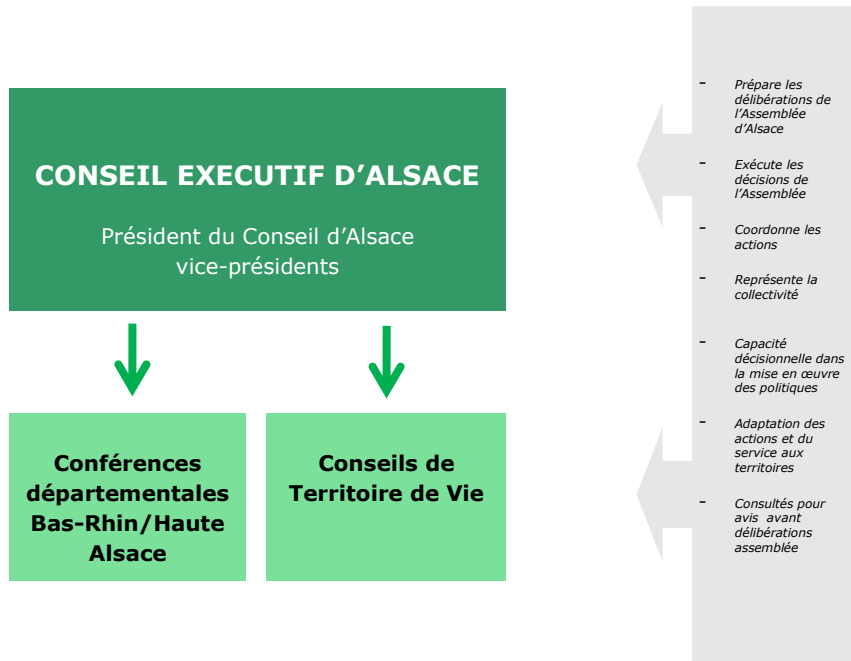 CONSEIL EXECUTIF D’ALSACE
Président du Conseil d’Alsace
vice-présidents
Conférences
départementales
Bas-Rhin/Haute
Alsace
Conseils de
Territoire de Vie
- Prépare les
délibérations de
l’Assemblée
d’Alsace
- Exécute les
décisions de
l’Assemblée
- Coordonne les
actions
- Représente la
collectivité
- Capacité
décisionnelle dans
la mise en œuvre
des politiques
- Adaptation des
actions et du
service aux
territoires
- Consultés pour
avis avant
délibérations
assemblée